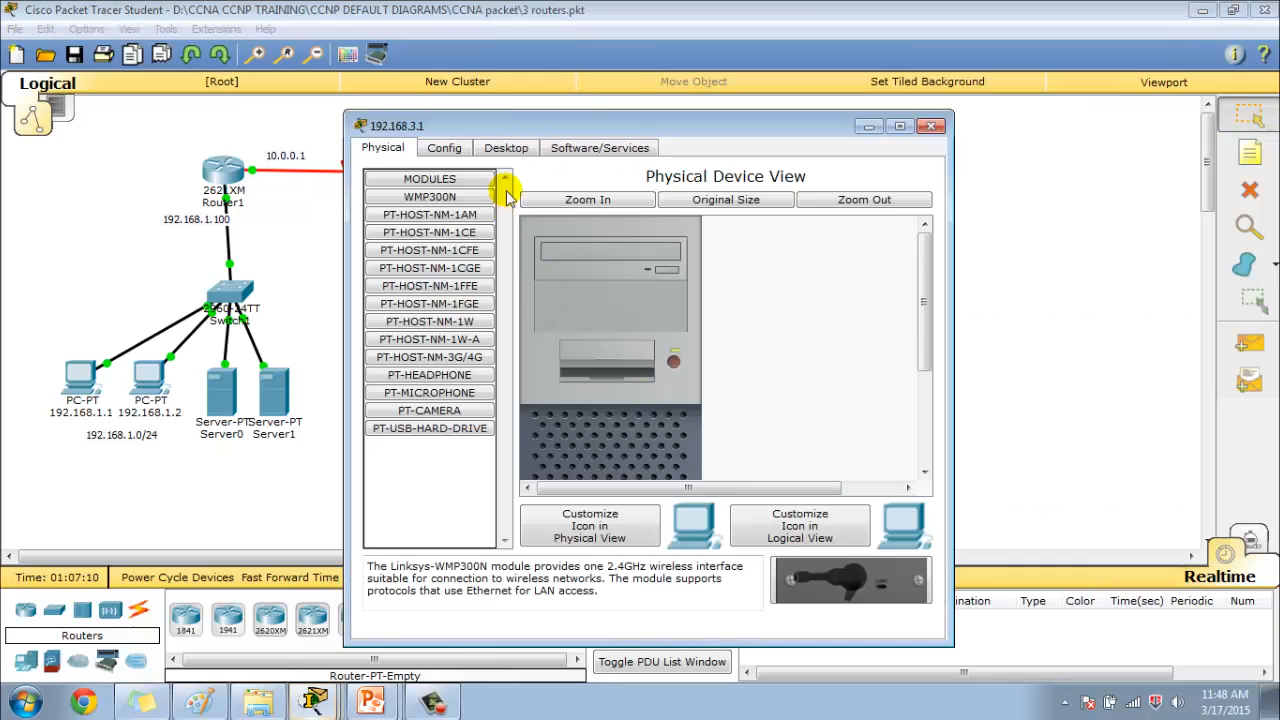 Cisco Packet Tracer Student - D:\CCNA CCNP TRAINING\CCNP DEFAULT DIAGRAMS\CCNA packet\3 routers.pkt
File Edit Options View Tools Extensions Help
Logical [Root] New Cluster Move Object Set Tiled Background Viewport
10.0.0.1
2621XM
Router1
192.168.1.100
2960-24TT
Switch1
PC-PT
192.168.1.1
PC-PT
192.168.1.2
Server-PT
Server0
Server-PT
Server1
192.168.1.0/24
192.168.3.1
Physical Config Desktop Software/Services
MODULES
WMP300N
PT-HOST-NM-1AM
PT-HOST-NM-1CE
PT-HOST-NM-1CFE
PT-HOST-NM-1CGE
PT-HOST-NM-1FFE
PT-HOST-NM-1FGE
PT-HOST-NM-1W
PT-HOST-NM-1W-A
PT-HOST-NM-3G/4G
PT-HEADPHONE
PT-MICROPHONE
PT-CAMERA
PT-USB-HARD-DRIVE
Physical Device View
Zoom In Original Size Zoom Out
Customize
Icon in
Physical View
Customize
Icon in
Logical View
The Linksys-WMP300N module provides one 2.4GHz wireless interface
suitable for connection to wireless networks. The module supports
protocols that use Ethernet for LAN access.
Time: 01:07:10 Power Cycle Devices Fast Forward Time
Realtime
Routers
1841 1941 2620XM 2621XM
Router-PT-Empty
Toggle PDU List Window
ination Type Color Time(sec) Periodic Num
11:48 AM
3/17/2015